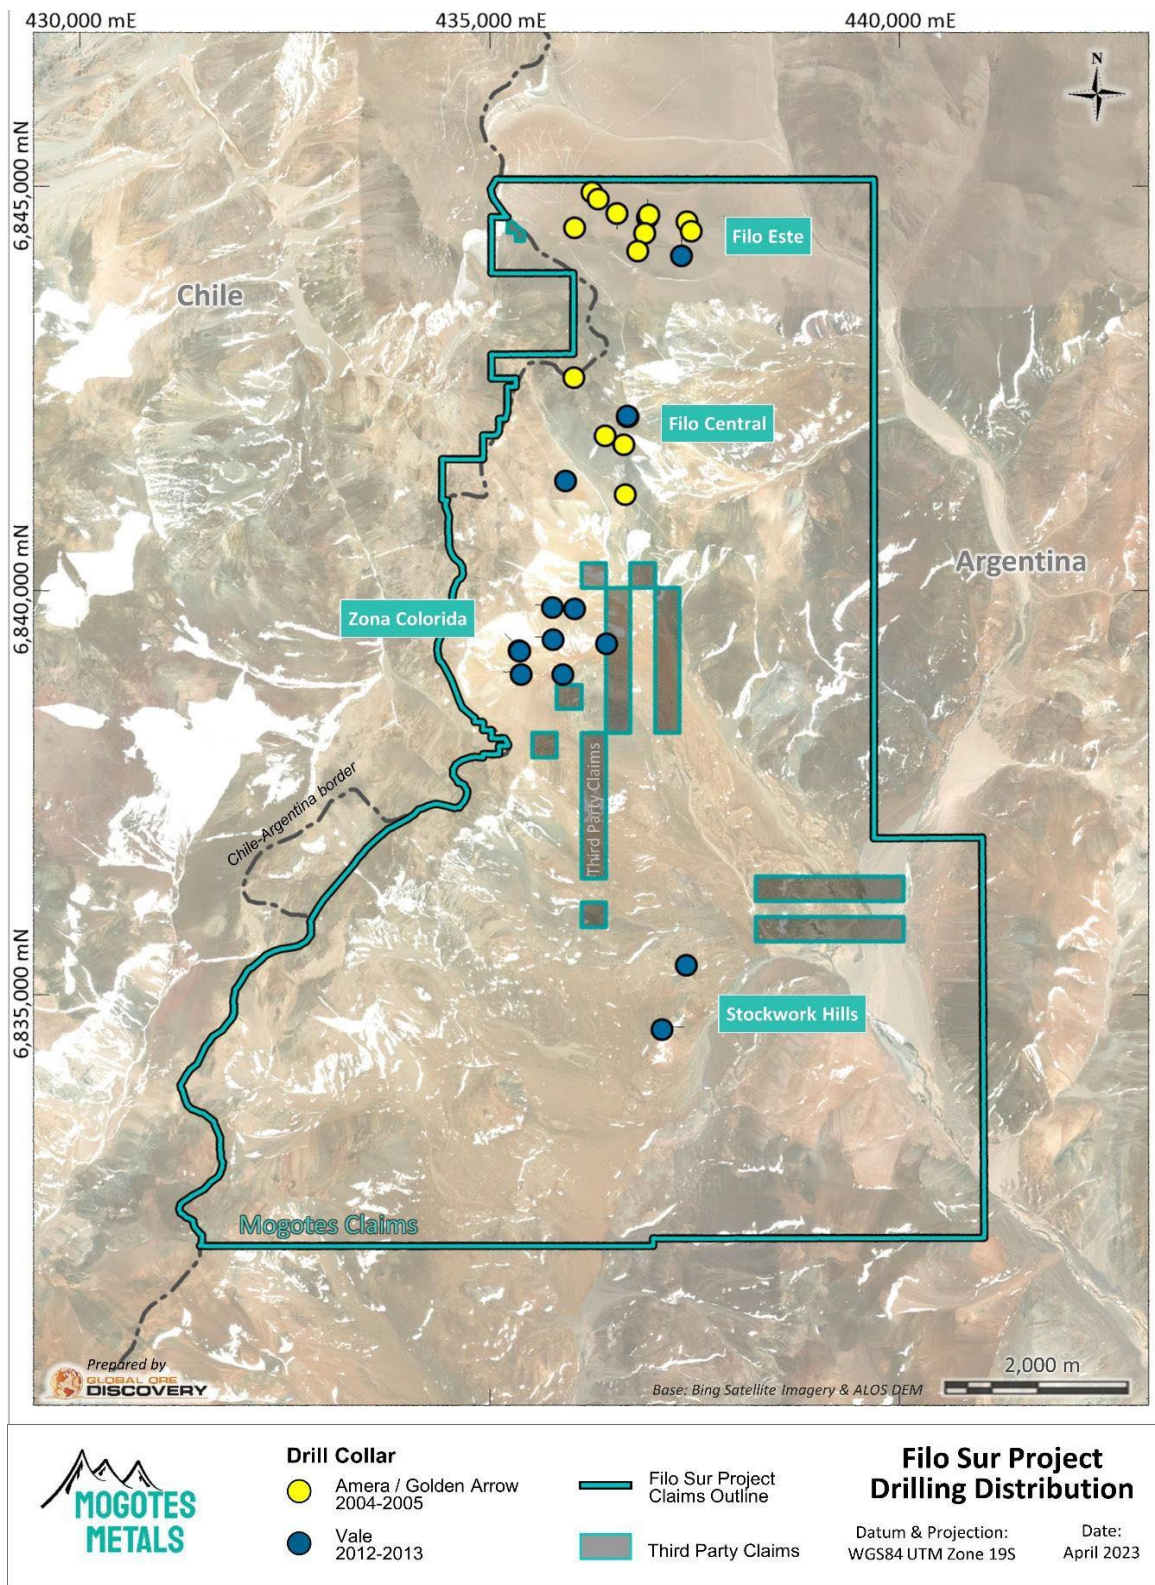 430,000 mE
435,000 mE
440,000 mE
6,845,000 mN
6,840,000 mN
6,835,000 mN
N
Filo Este
Chile
Filo Central
Argentina
Zona Colorida
Third Party Claims
Chile-Argentina border
Stockwork Hills
Mogotes Claims
Prepared by
GLOBAL ORE
DISCOVERY
2,000 m
Base: Bing Satellite Imagery & ALOS DEM
MOGOTES
METALS
Drill Collar
Amera / Golden Arrow
2004-2005
Vale
2012-2013
Filo Sur Project
Claims Outline
Third Party Claims
Filo Sur Project
Drilling Distribution
Datum & Projection:
WGS84 UTM Zone 19S
Date:
April 2023